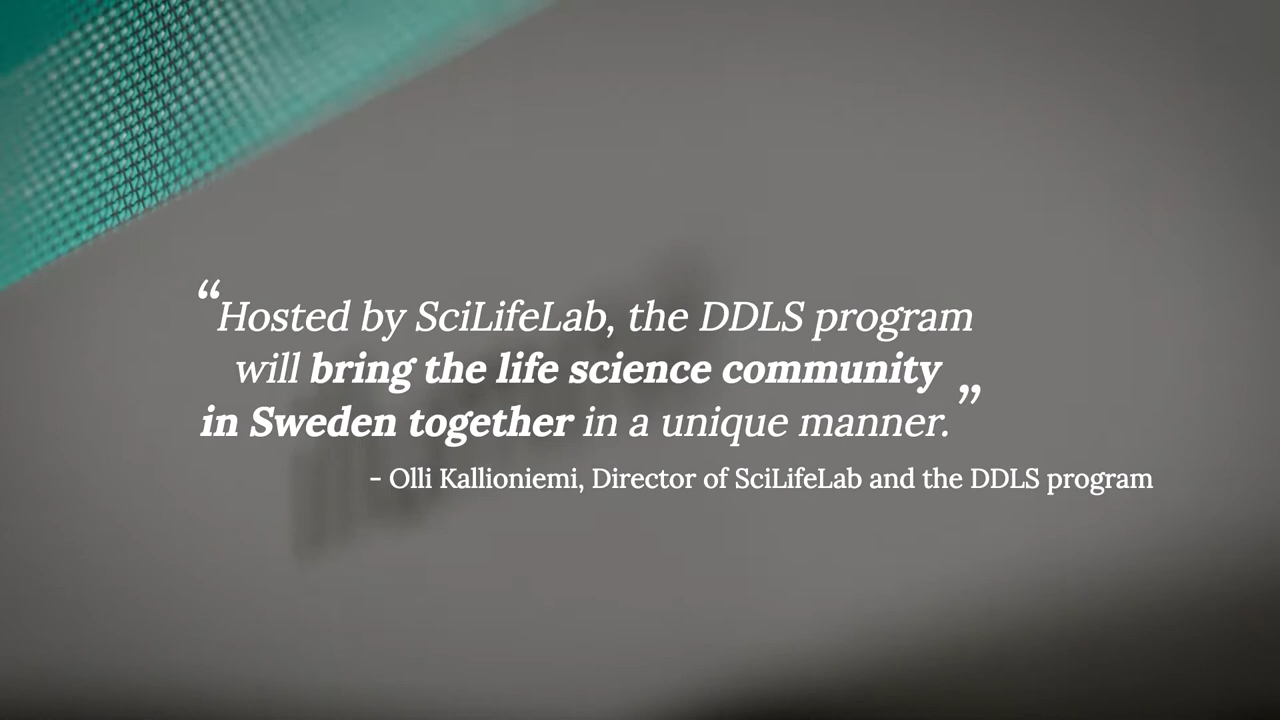 “Hosted by SciLifeLab, the DDLS program
will bring the life science community
in Sweden together in a unique manner.”
- Olli Kallioniemi, Director of SciLifeLab and the DDLS program